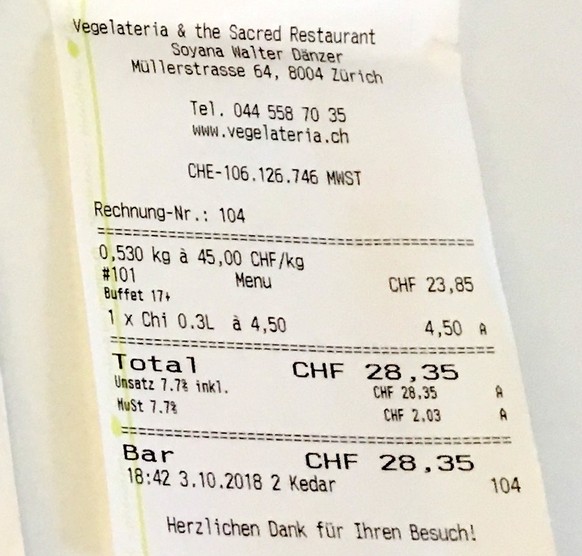 Vegelateria & the Sacred Restaurant
Soyana Walter Dänzer
Müllerstrasse 64, 8004 Zürich
Tel. 044 558 70 35
www.vegelateria.ch
CHE-106.126.746 MWST
Rechnung-Nr.: 104
0,530 kg à 45,00 CHF/kg
#101 Menu CHF 23,85
Buffet 17+
1 x Chi 0.3L à 4,50 4,50 A
Total CHF 28,35
Umsatz 7.7% inkl. CHF 28,35 A
MwSt 7.7% CHF 2,03 A
Bar CHF 28,35
18:42 3.10.2018 2 Kedar 104
Herzlichen Dank für Ihren Besuch!